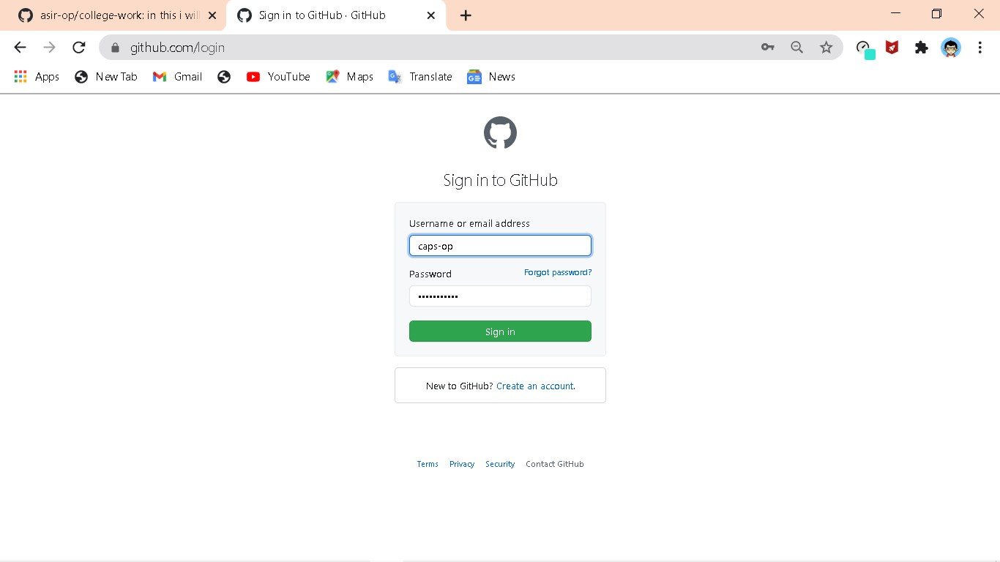 asir-op/college-work: in this i wil
Sign in to GitHub · GitHub
github.com/login
Apps New Tab Gmail YouTube Maps Translate News
Sign in to GitHub
Username or email address
caps-op
Password Forgot password?
•••••••••••
Sign in
New to GitHub? Create an account.
Terms Privacy Security Contact GitHub